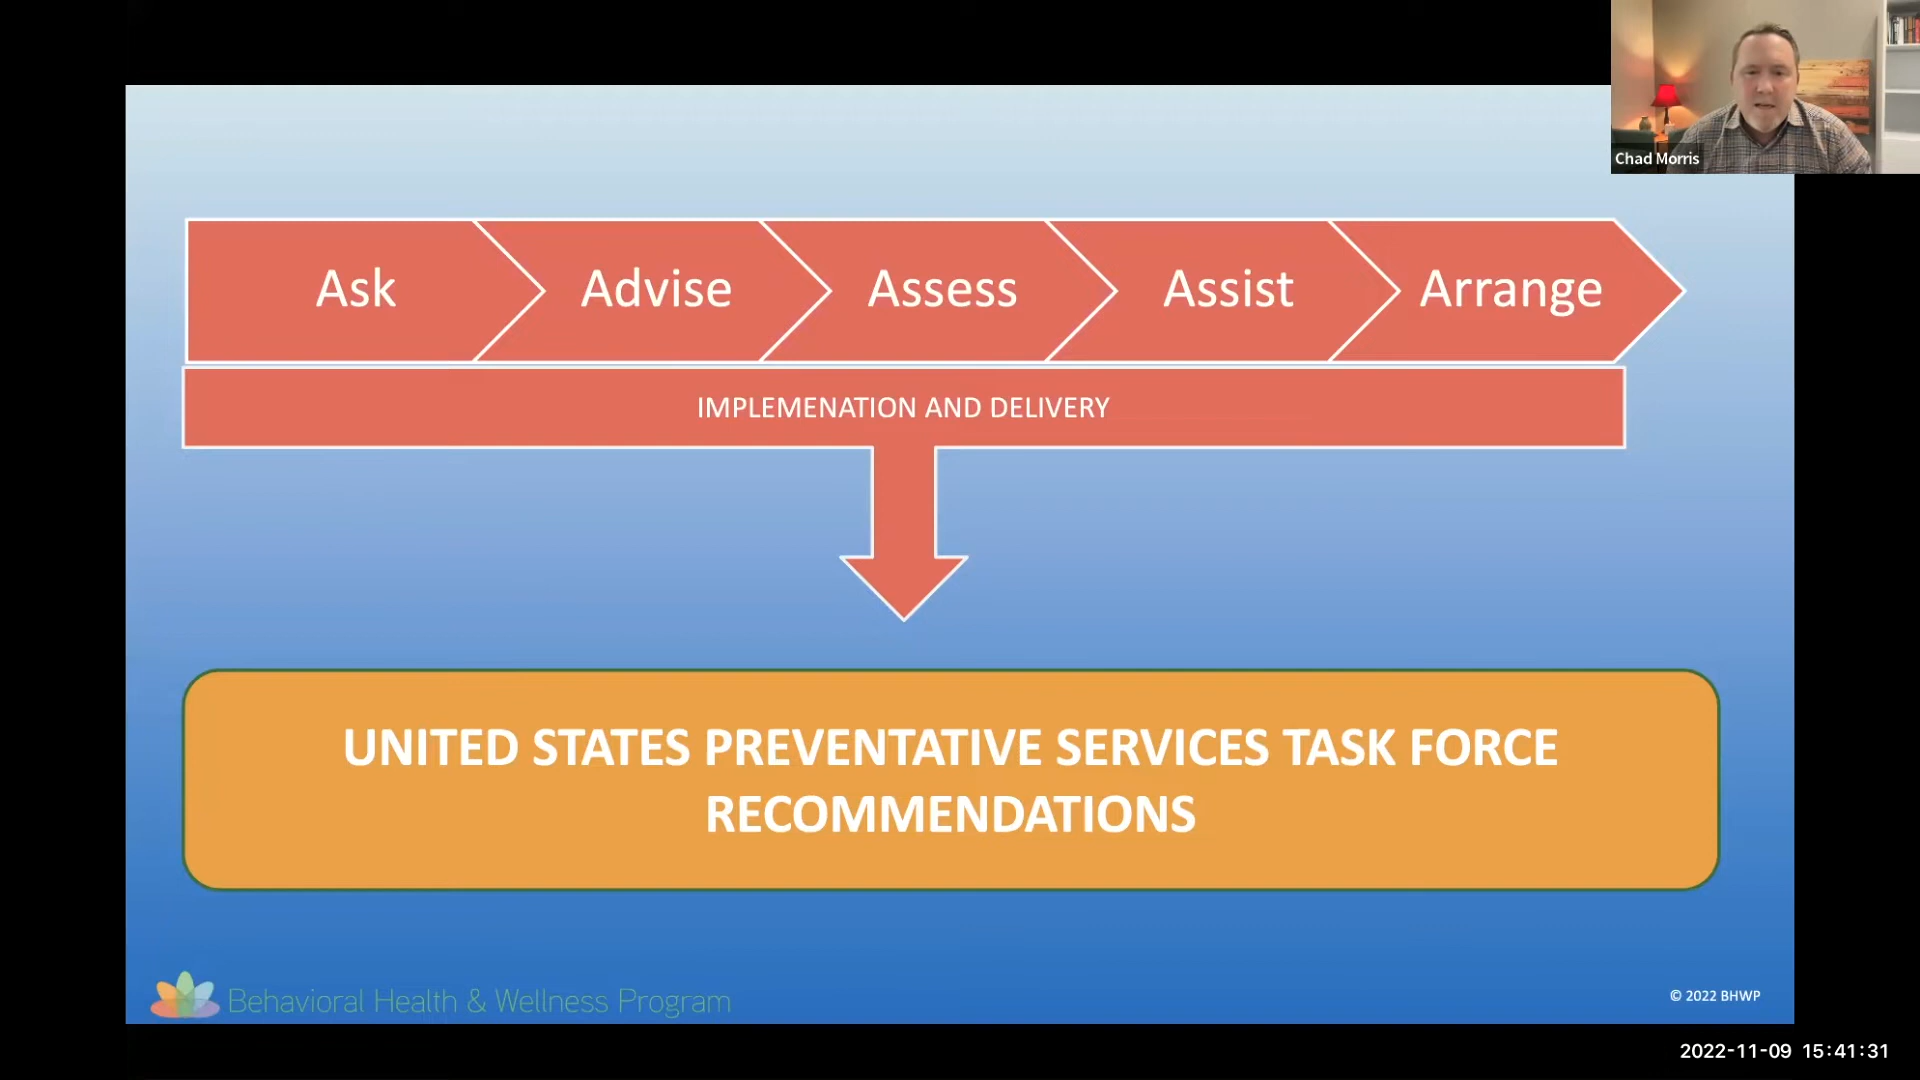 Chad Morris
Ask Advise Assess Assist Arrange
IMPLEMENATION AND DELIVERY
UNITED STATES PREVENTATIVE SERVICES TASK FORCE
RECOMMENDATIONS
Behavioral Health & Wellness Program
© 2022 BHWP
2022-11-09 15:41:31